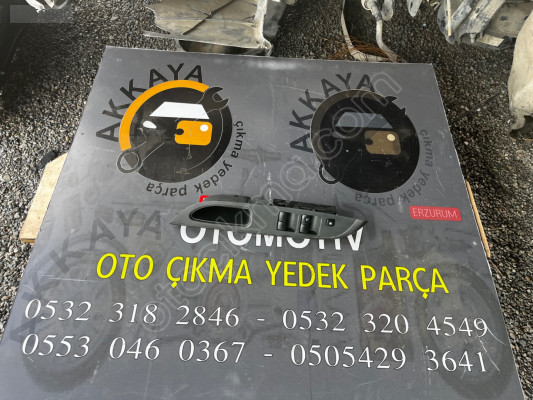 AKKAYA
çıkma yedek parça
AKKAYA
çıkma yedek parça
AKKAYA
ERZURUM
OTOMOTİV
OTO ÇIKMA YEDEK PARÇA
0532 318 2846 - 0532 320 4549
0553 046 0367 - 0505429 3641